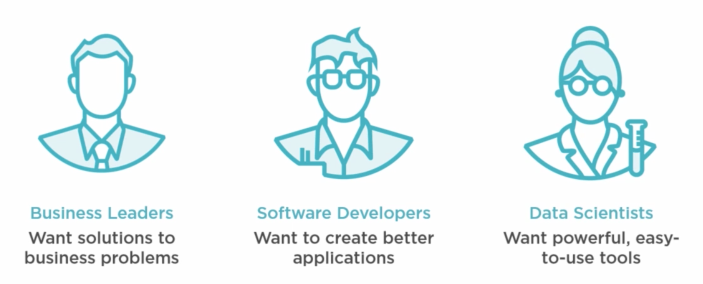 Business Leaders
Want solutions to
business problems
Software Developers
Want to create better
applications
Data Scientists
Want powerful, easy-
to-use tools